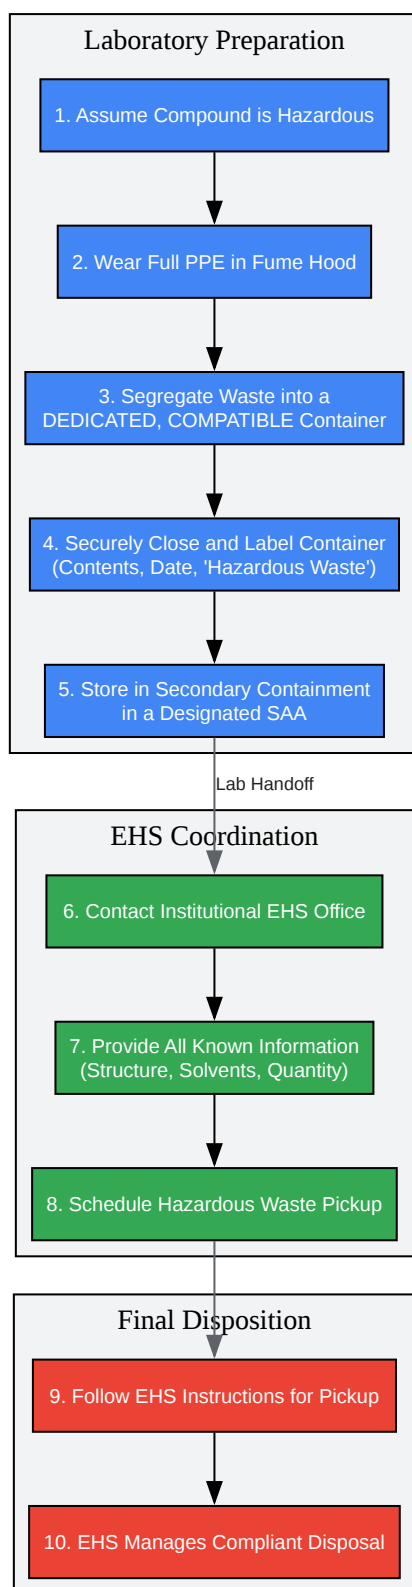 Laboratory Preparation
1. Assume Compound is Hazardous
2. Wear Full PPE in Fume Hood
3. Segregate Waste into a
DEDICATED, COMPATIBLE Container
4. Securely Close and Label Container
(Contents, Date, 'Hazardous Waste')
5. Store in Secondary Containment
in a Designated SAA
Lab Handoff
EHS Coordination
6. Contact Institutional EHS Office
7. Provide All Known Information
(Structure, Solvents, Quantity)
8. Schedule Hazardous Waste Pickup
Final Disposition
9. Follow EHS Instructions for Pickup
10. EHS Manages Compliant Disposal